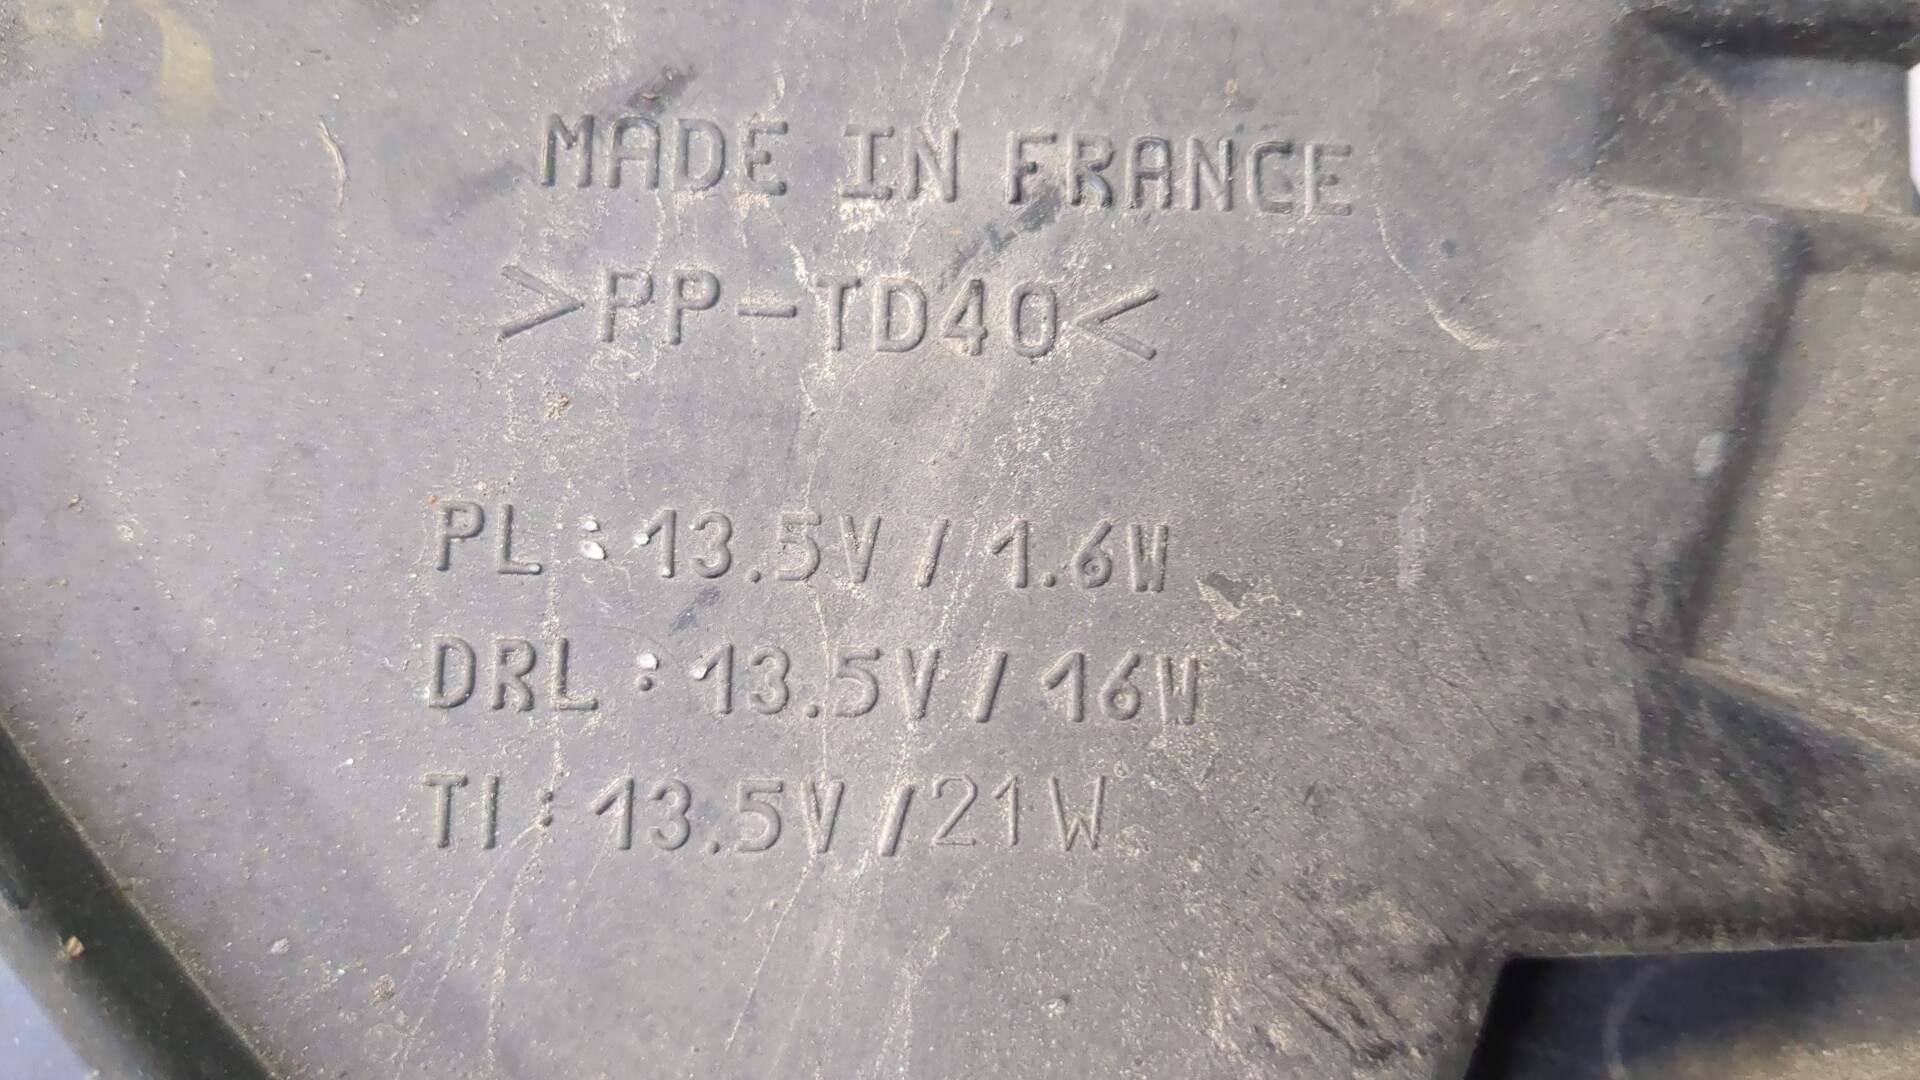 MADE IN FRANCE
>PP-TD40<
PL : 13.5V / 1.6W
DRL : 13.5V / 16W
TI : 13.5V / 21W